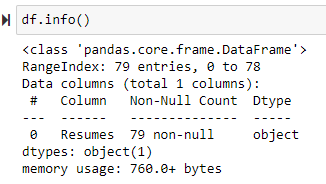 df.info()
<class 'pandas.core.frame.DataFrame'>
RangeIndex: 79 entries, 0 to 78
Data columns (total 1 columns):
 #   Column   Non-Null Count  Dtype
---  ------   --------------  -----
 0   Resumes  79 non-null     object
dtypes: object(1)
memory usage: 760.0+ bytes